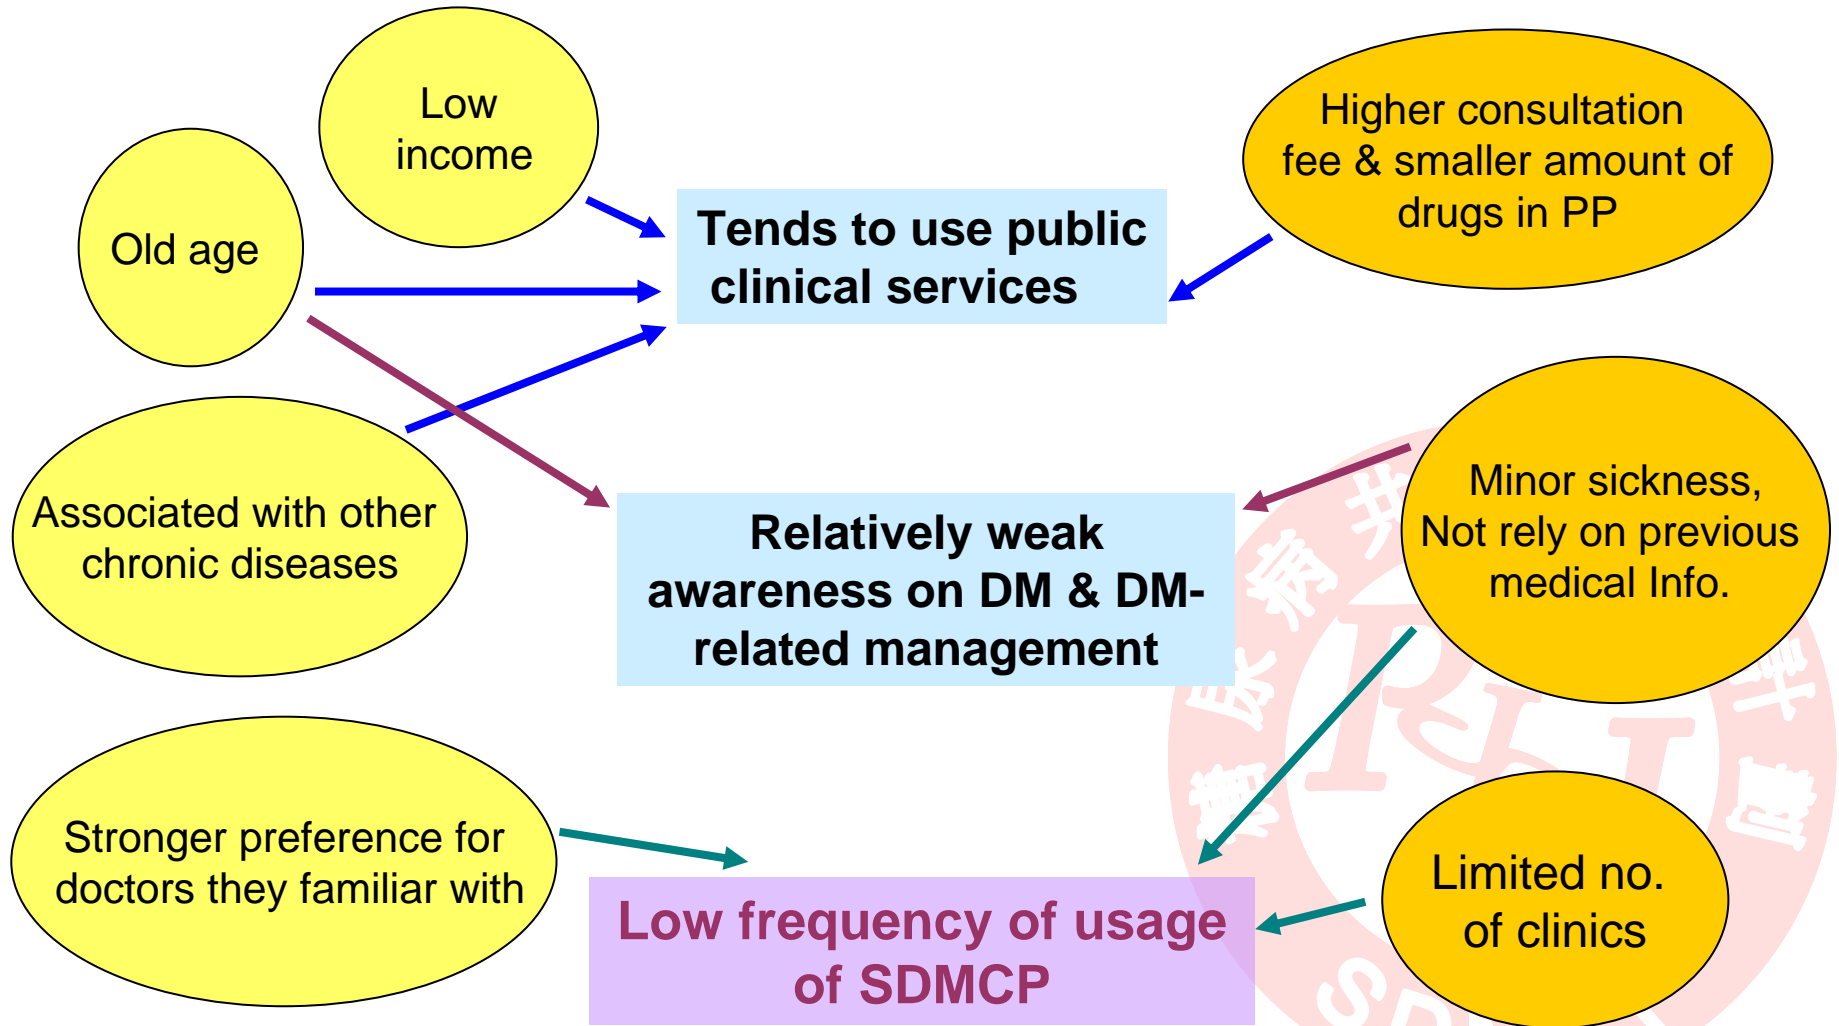 Low
income
Old age
Higher consultation
fee & smaller amount of
drugs in PP
Tends to use public
clinical services
Associated with other
chronic diseases
Relatively weak
awareness on DM & DM-
related management
Minor sickness,
Not rely on previous
medical Info.
Stronger preference for
doctors they familiar with
Low frequency of usage
of SDMCP
Limited no.
of clinics